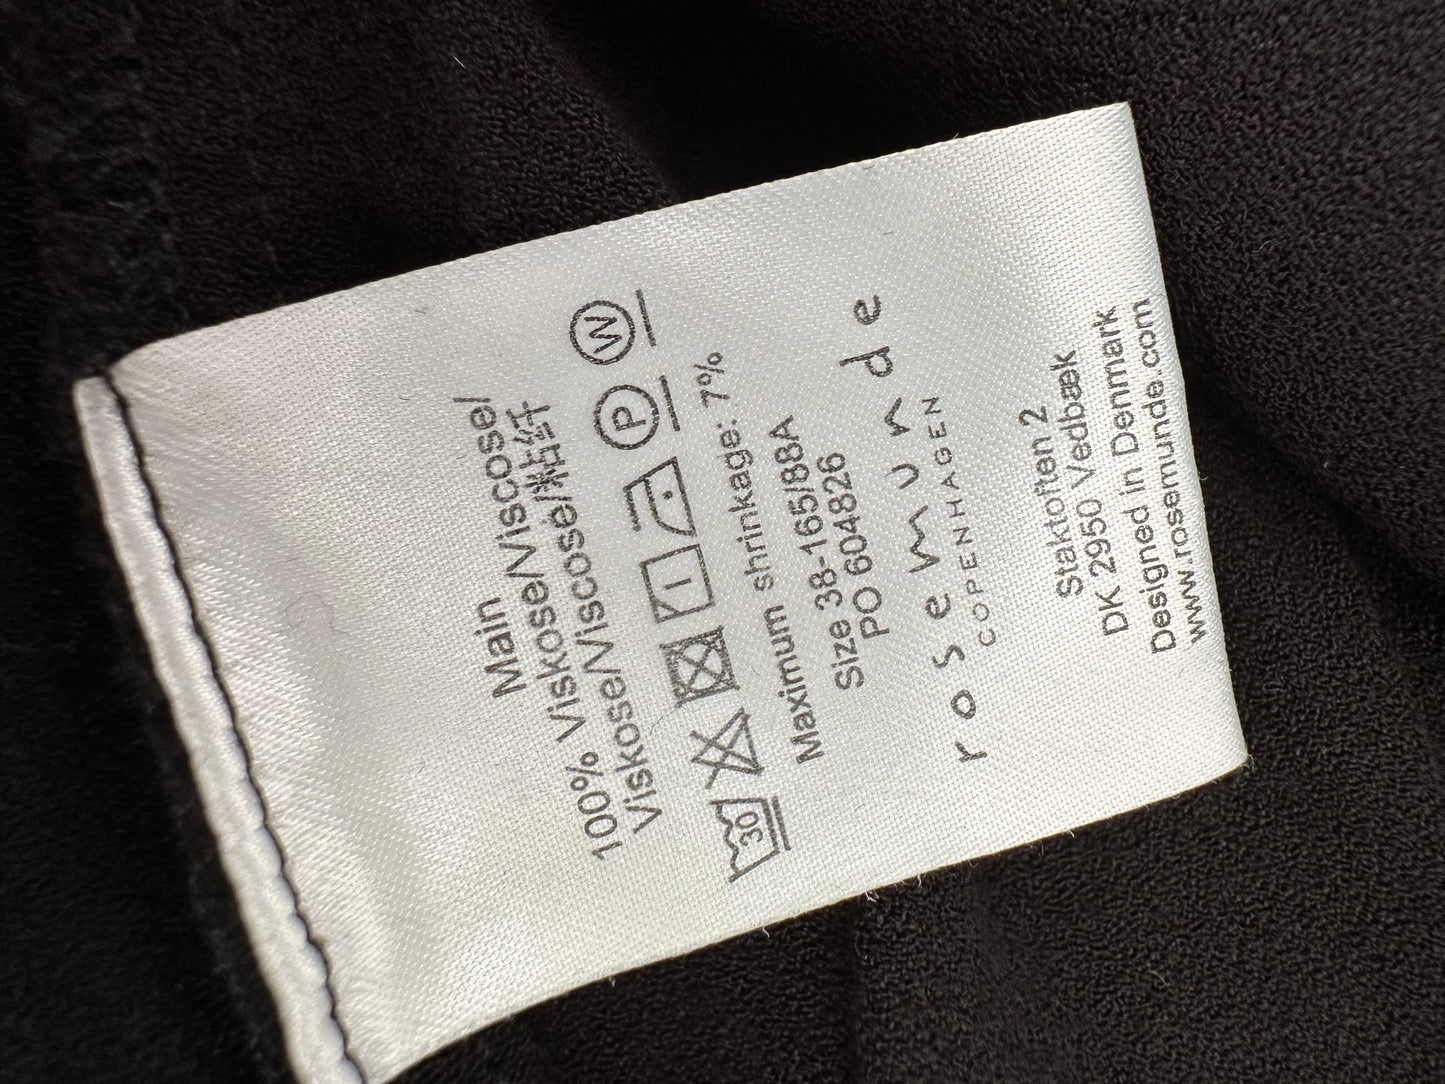 Main
100% Viskose/Viscose/
Viskose/Viscose/粘纤
30 P W
Maximum shrinkage: 7%
Size 38-165/88A
PO 604826
rosemunde
COPENHAGEN
Staktoften 2
DK 2950 Vedbæk
Designed in Denmark
www.rosemunde.com